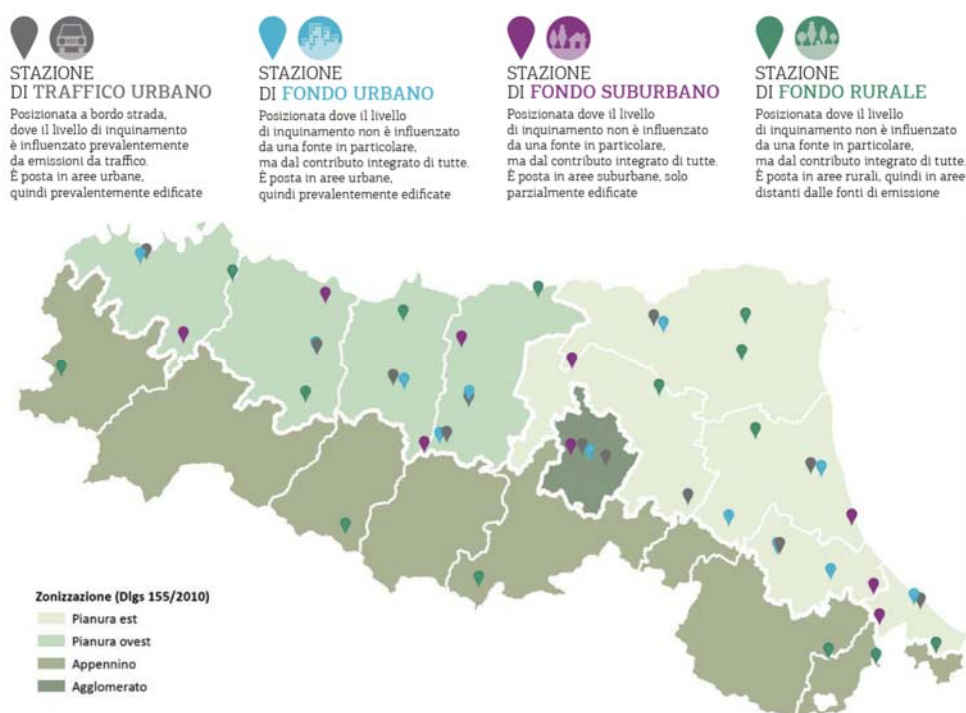 STAZIONE
DI TRAFFICO URBANO
Posizionata a bordo strada,
dove il livello di inquinamento
è influenzato prevalentemente
da emissioni da traffico.
È posta in aree urbane,
quindi prevalentemente edificate
STAZIONE
DI FONDO URBANO
Posizionata dove il livello
di inquinamento non è influenzato
da una fonte in particolare,
ma dal contributo integrato di tutte.
È posta in aree urbane,
quindi prevalentemente edificate
STAZIONE
DI FONDO SUBURBANO
Posizionata dove il livello
di inquinamento non è influenzato
da una fonte in particolare,
ma dal contributo integrato di tutte.
È posta in aree suburbane, solo
parzialmente edificate
STAZIONE
DI FONDO RURALE
Posizionata dove il livello
di inquinamento non è influenzato
da una fonte in particolare,
ma dal contributo integrato di tutte.
È posta in aree rurali, quindi in aree
distanti dalle fonti di emissione
Zonizzazione (Dlgs 155/2010)
Pianura est
Pianura ovest
Appennino
Agglomerato